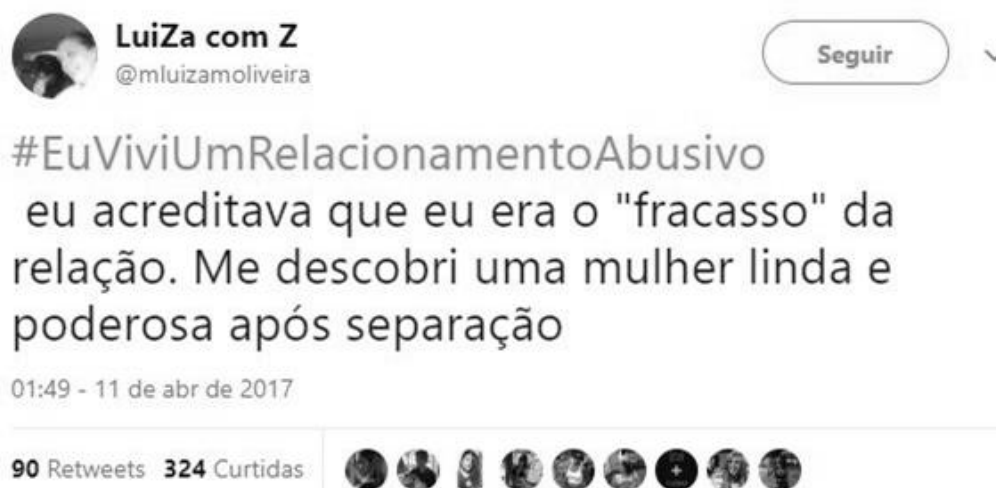 LuiZa com Z
@mluizamoliveira
Seguir
#EuViviUmRelacionamentoAbusivo
eu acreditava que eu era o "fracasso" da
relação. Me descobri uma mulher linda e
poderosa após separação
01:49 - 11 de abr de 2017
90 Retweets 324 Curtidas